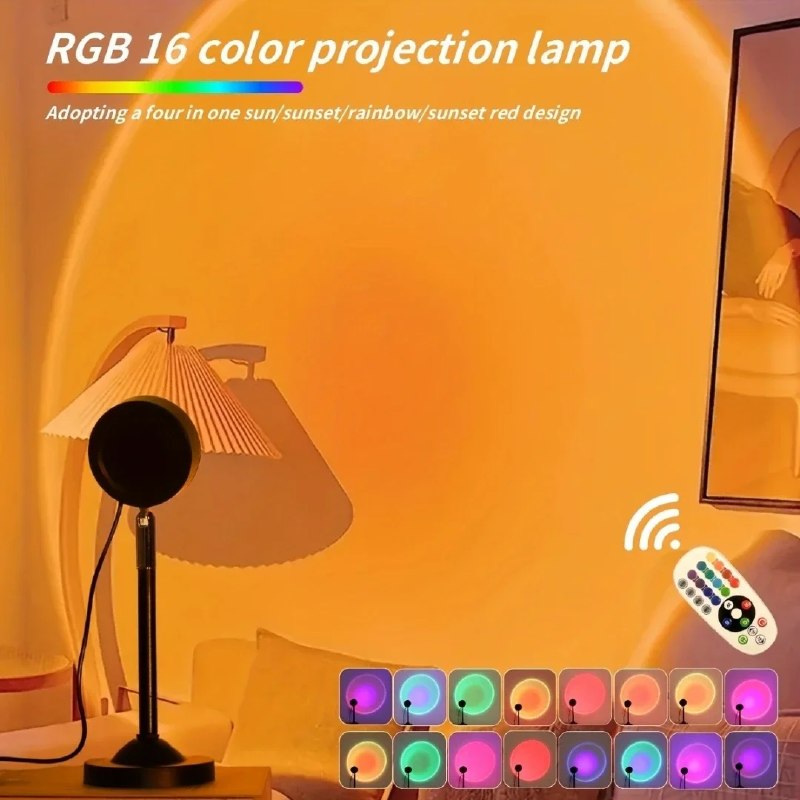 RGB 16 color projection lamp
Adopting a four in one sun/sunset/rainbow/sunset red design